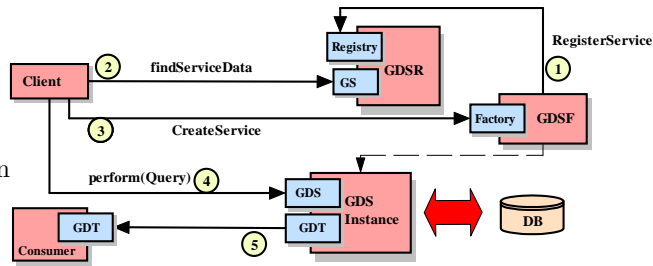 Registry
RegisterService
2
findServiceData
GDSR
1
Client
GS
3
CreateService
Factory
GDSF
perform(Query)
4
GDS
GDS
Instance
GDT
DB
GDT
5
Consumer